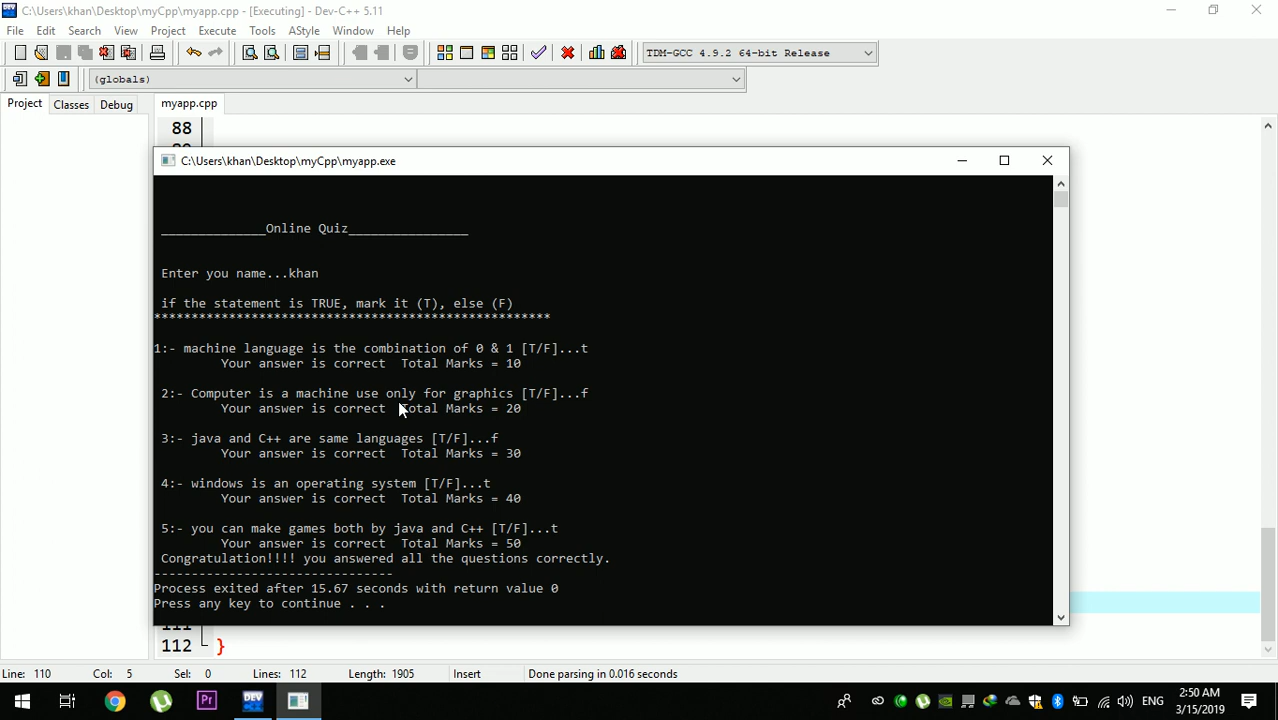 C:\Users\khan\Desktop\myCpp\myapp.cpp - [Executing] - Dev-C++ 5.11
File Edit Search View Project Execute Tools AStyle Window Help
TDM-GCC 4.9.2 64-bit Release
(globals)
Project Classes Debug myapp.cpp
88
C:\Users\khan\Desktop\myCpp\myapp.exe
______________Online Quiz________________
Enter you name...khan
if the statement is TRUE, mark it (T), else (F)
*****************************************************
1:- machine language is the combination of 0 & 1 [T/F]...t
Your answer is correct Total Marks = 10
2:- Computer is a machine use only for graphics [T/F]...f
Your answer is correct Total Marks = 20
3:- java and C++ are same languages [T/F]...f
Your answer is correct Total Marks = 30
4:- windows is an operating system [T/F]...t
Your answer is correct Total Marks = 40
5:- you can make games both by java and C++ [T/F]...t
Your answer is correct Total Marks = 50
Congratulation!!!! you answered all the questions correctly.
--------------------------------
Process exited after 15.67 seconds with return value 0
Press any key to continue . . .
112 }
Line: 110 Col: 5 Sel: 0 Lines: 112 Length: 1905 Insert Done parsing in 0.016 seconds
Pr DEV ENG 2:50 AM
3/15/2019